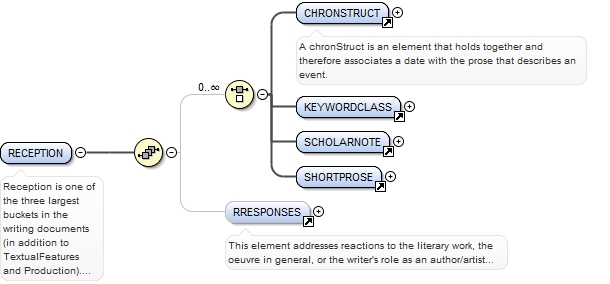 CHRONSTRUCT
A chronStruct is an element that holds together and
therefore associates a date with the prose that describes an
event.
0..∞
KEYWORDCLASS
SCHOLARNOTE
RECEPTION
SHORTPROSE
Reception is one of
the three largest
buckets in the
writing documents
(in addition to
TextualFeatures
and Production)....
RRESPONSES
This element addresses reactions to the literary work, the
oeuvre in general, or the writer's role as an author/artist...